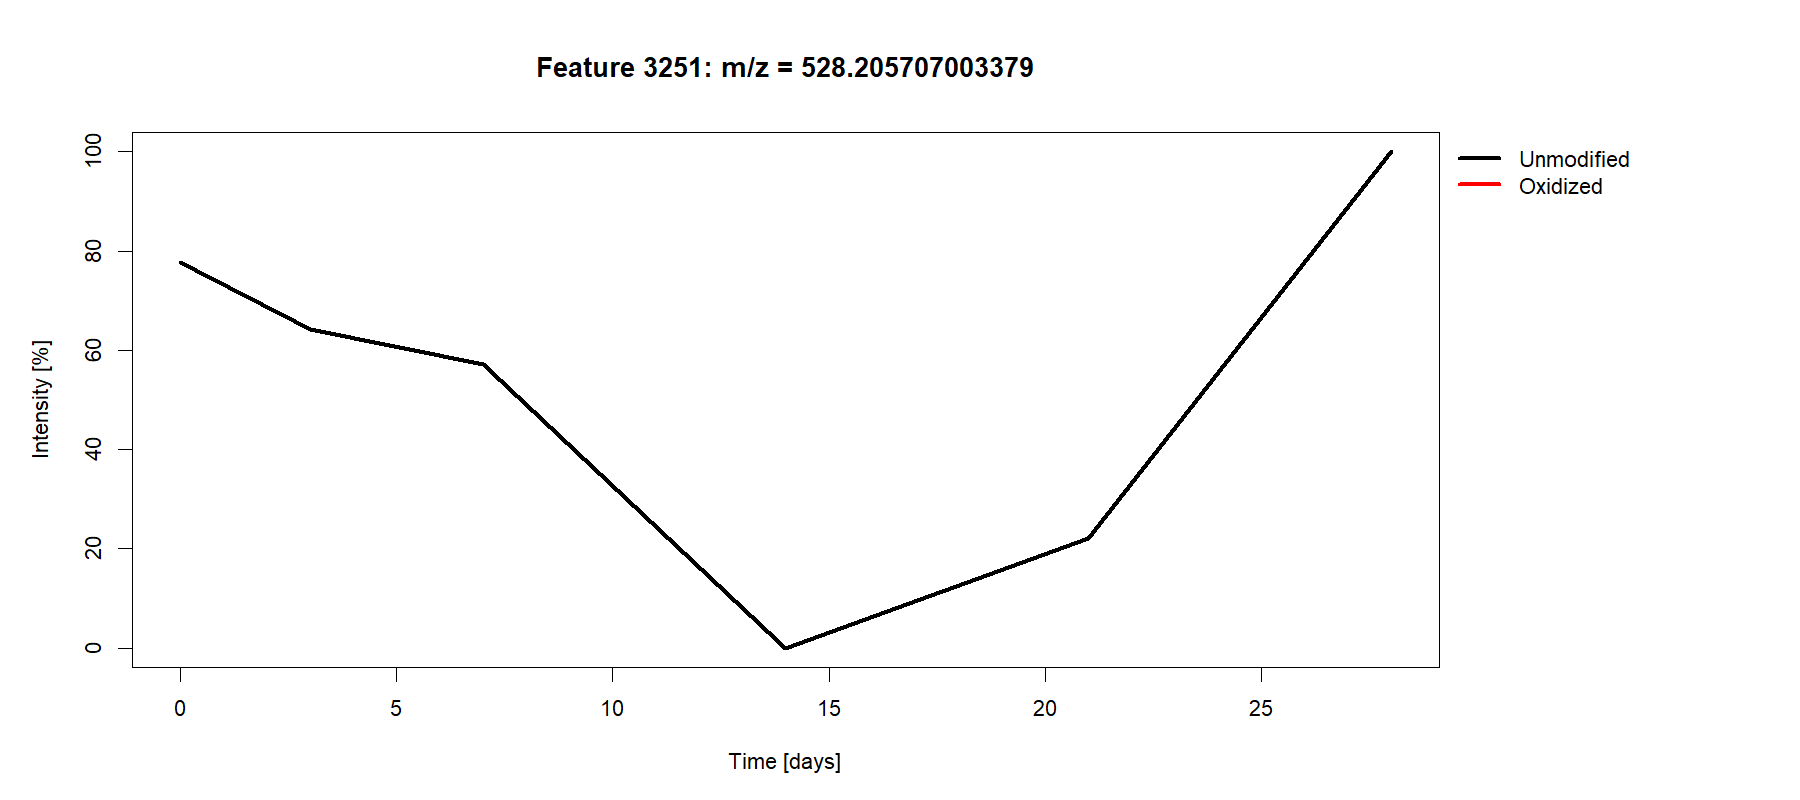 Feature 3251: m/z = 528.205707003379
Unmodified
Oxidized
Intensity [%]
100
80
60
40
20
0
0 5 10 15 20 25
Time [days]